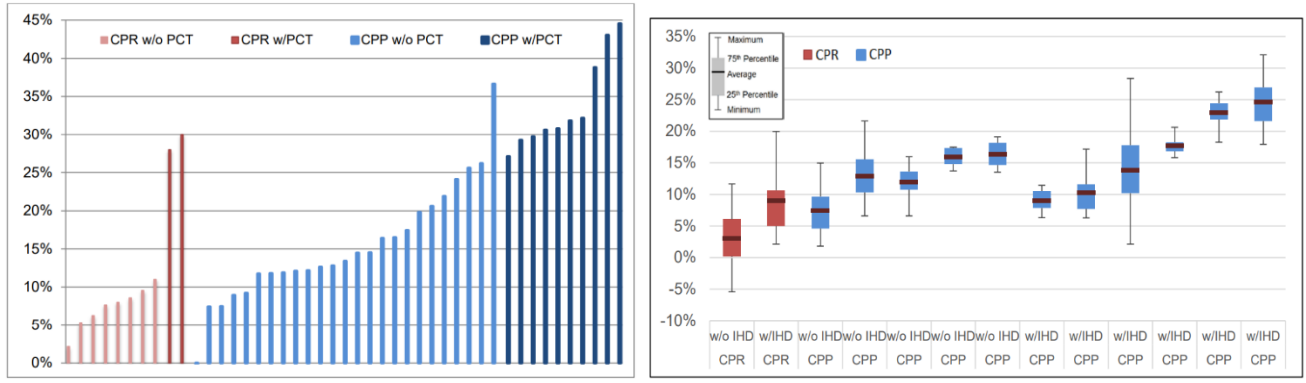 45%
40%
35%
30%
25%
20%
15%
10%
5%
0%
CPR w/o PCT CPR w/PCT CPP w/o PCT CPP w/PCT
35%
30%
25%
20%
15%
10%
5%
0%
-5%
-10%
Maximum
75th Percentile
Average
25th Percentile
Minimum
CPR CPP
w/o IHD w/IHD w/o IHD w/o IHD w/o IHD w/o IHD w/o IHD w/IHD w/IHD w/IHD w/IHD w/IHD w/IHD
CPR CPR CPP CPP CPP CPP CPP CPP CPP CPP CPP CPP CPP